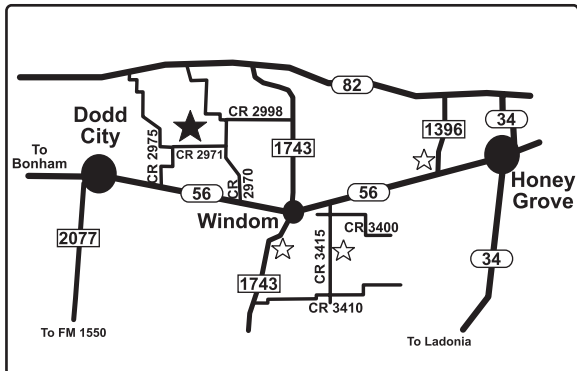 82
Dodd
City
CR 2998
34
To
Bonham
CR 2975
CR 2971
1743
1396
CR
2970
56
56
Honey
Grove
Windom
2077
CR 3415
CR 3400
34
1743
CR 3410
To FM 1550
To Ladonia